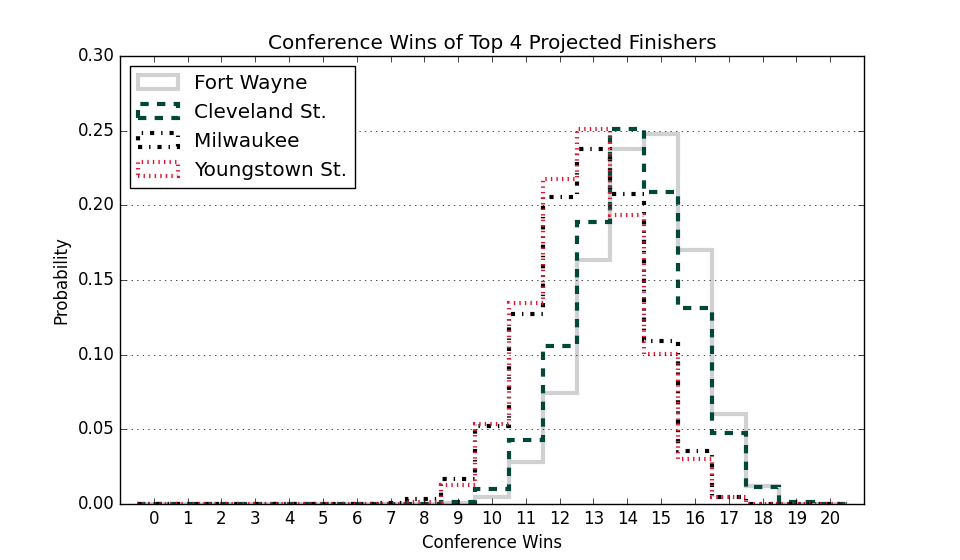 Conference Wins of Top 4 Projected Finishers
0.30
0.25
0.20
0.15
0.10
0.05
0.00
Probability
Fort Wayne
Cleveland St.
Milwaukee
Youngstown St.
0 1 2 3 4 5 6 7 8 9 10 11 12 13 14 15 16 17 18 19 20
Conference Wins